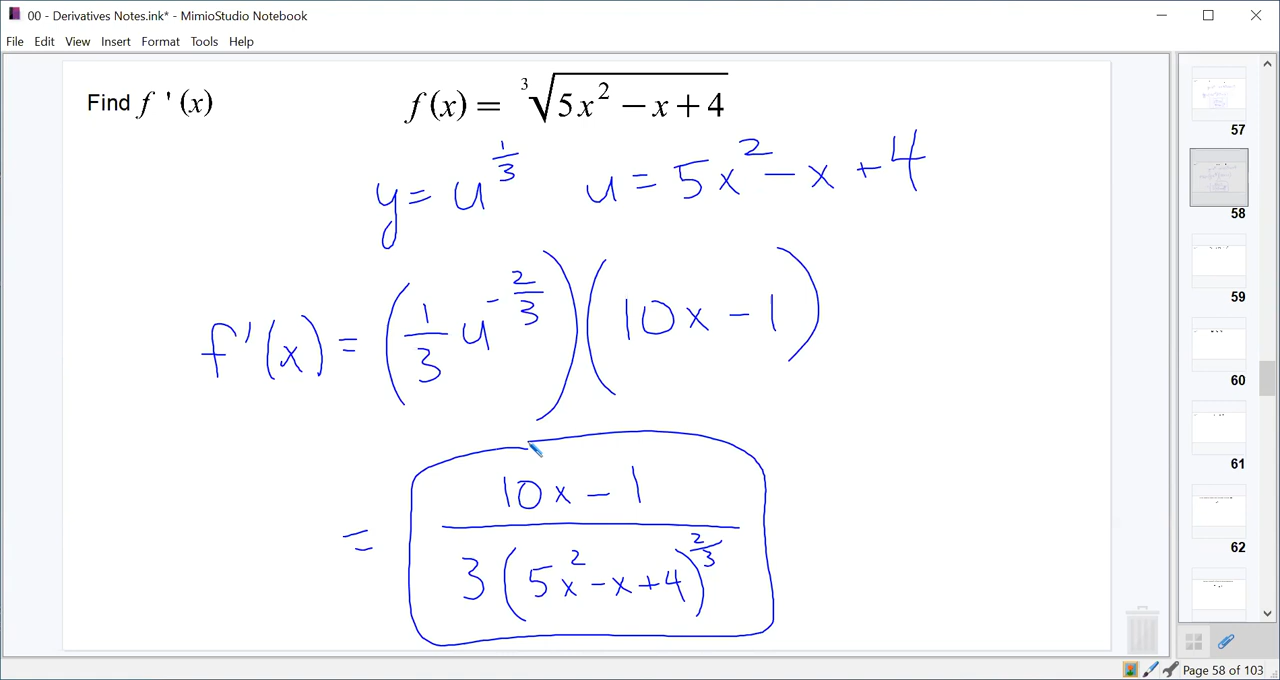 00 - Derivatives Notes.ink* - MimioStudio Notebook
File Edit View Insert Format Tools Help
Find f ' (x) f (x) = ∛(5x² − x + 4)
y = u^(1/3) u = 5x² − x + 4
f'(x) = (1/3 u^(−2/3)) (10x − 1)
= (10x − 1) / (3(5x² − x + 4)^(2/3))
57
58
59
60
61
62
Page 58 of 103